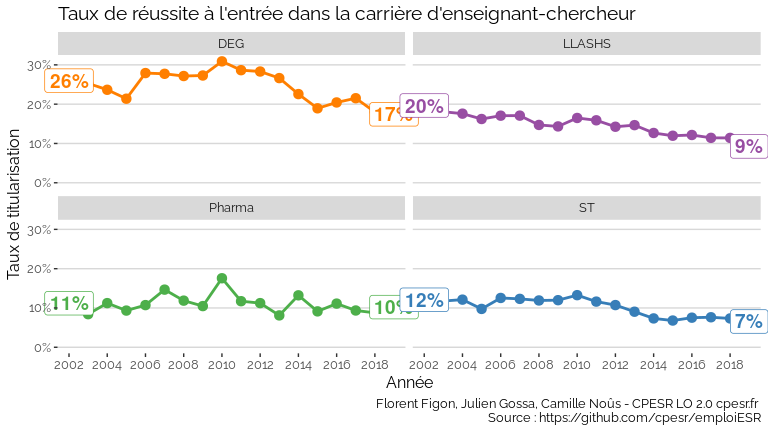 Taux de réussite à l'entrée dans la carrière d'enseignant-chercheur
DEG
LLASHS
Taux de titularisation
30%
20%
10%
0%
26%
17%
20%
9%
Pharma
ST
30%
20%
10%
0%
11%
10%
12%
7%
2002 2004 2006 2008 2010 2012 2014 2016 2018
2002 2004 2006 2008 2010 2012 2014 2016 2018
Année
Florent Figon, Julien Gossa, Camille Noûs - CPESR LO 2.0 cpesr.fr
Source : https://github.com/cpesr/emploiESR